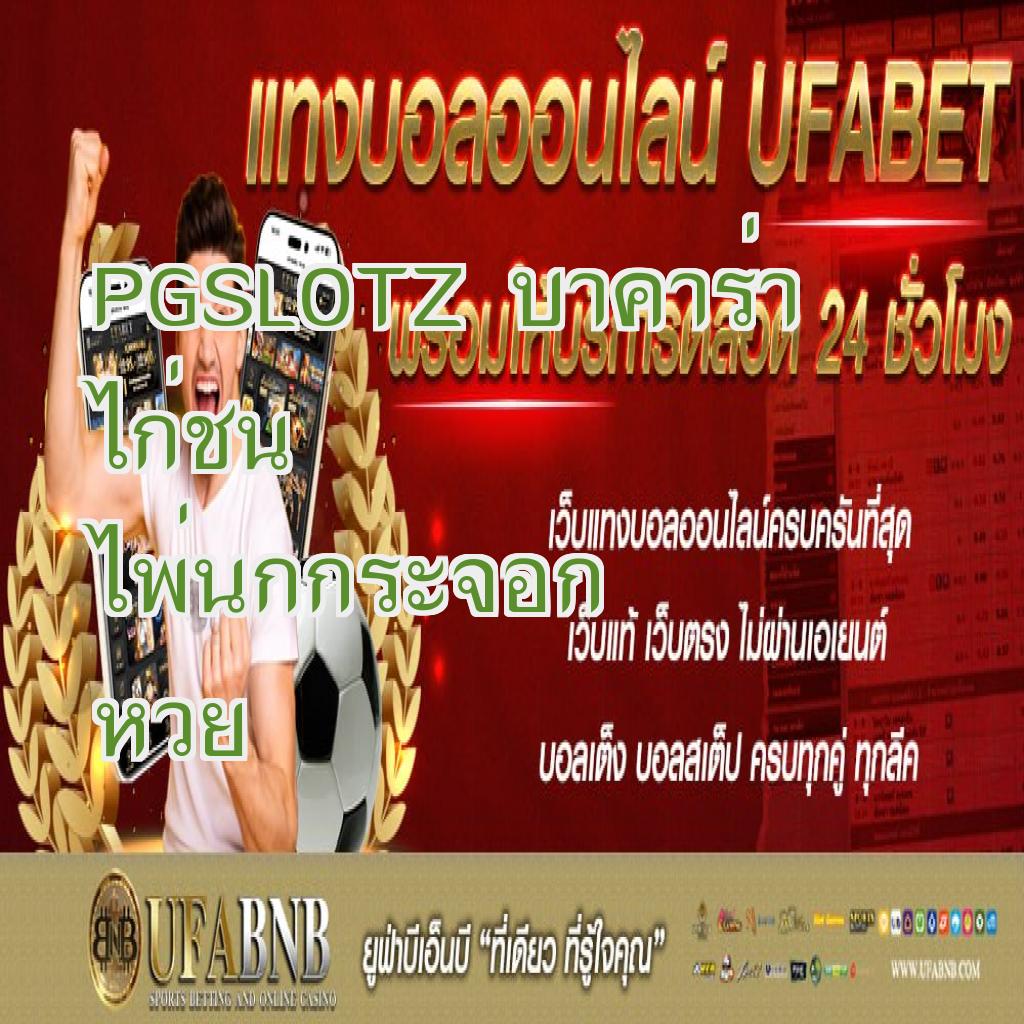 แทงบอลออนไลน์ UFABET
PGSLOTZ บาคาร่า
พร้อมให้บริการตลอด 24 ชั่วโมง
ไก่ชน
เว็บแทงบอลออนไลน์ครบครันที่สุด
ไพ่นกกระจอก
เว็บแท้ เว็บตรง ไม่ผ่านเอเยนต์
หวย
บอลเต็ง บอลสเต็ป ครบทุกคู่ ทุกลีค
BNB
UFABNB
SPORTS BETTING AND ONLINE CASINO
ยูฟ่าบีเอ็นบี “ที่เดียว ที่รู้ใจคุณ”
WWW.UFABNB.COM